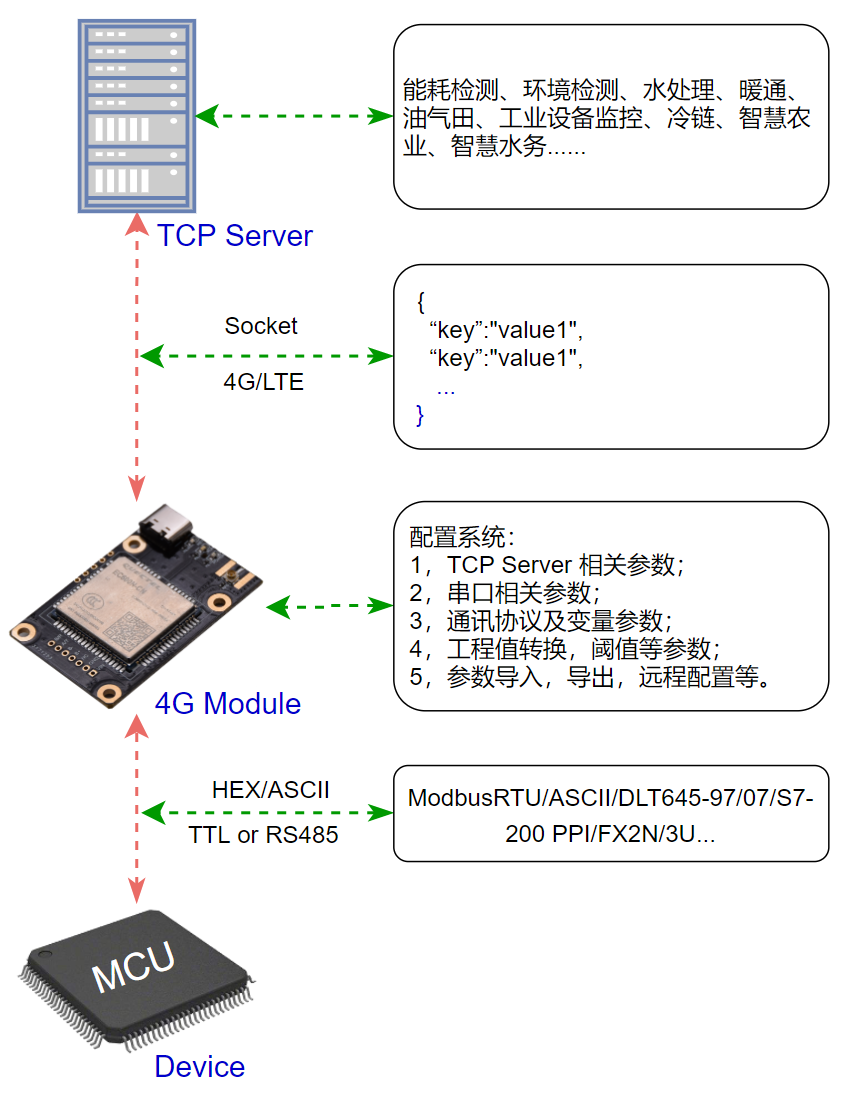 能耗检测、环境检测、水处理、暖通、
油气田、工业设备监控、冷链、智慧农
业、智慧水务......
TCP Server
Socket
4G/LTE
{
“key”:"value1",
“key”:"value1",
...
}
配置系统：
1，TCP Server 相关参数；
2，串口相关参数；
3，通讯协议及变量参数；
4，工程值转换，阈值等参数；
5，参数导入，导出，远程配置等。
4G Module
HEX/ASCII
TTL or RS485
ModbusRTU/ASCII/DLT645-97/07/S7-
200 PPI/FX2N/3U...
MCU
Device